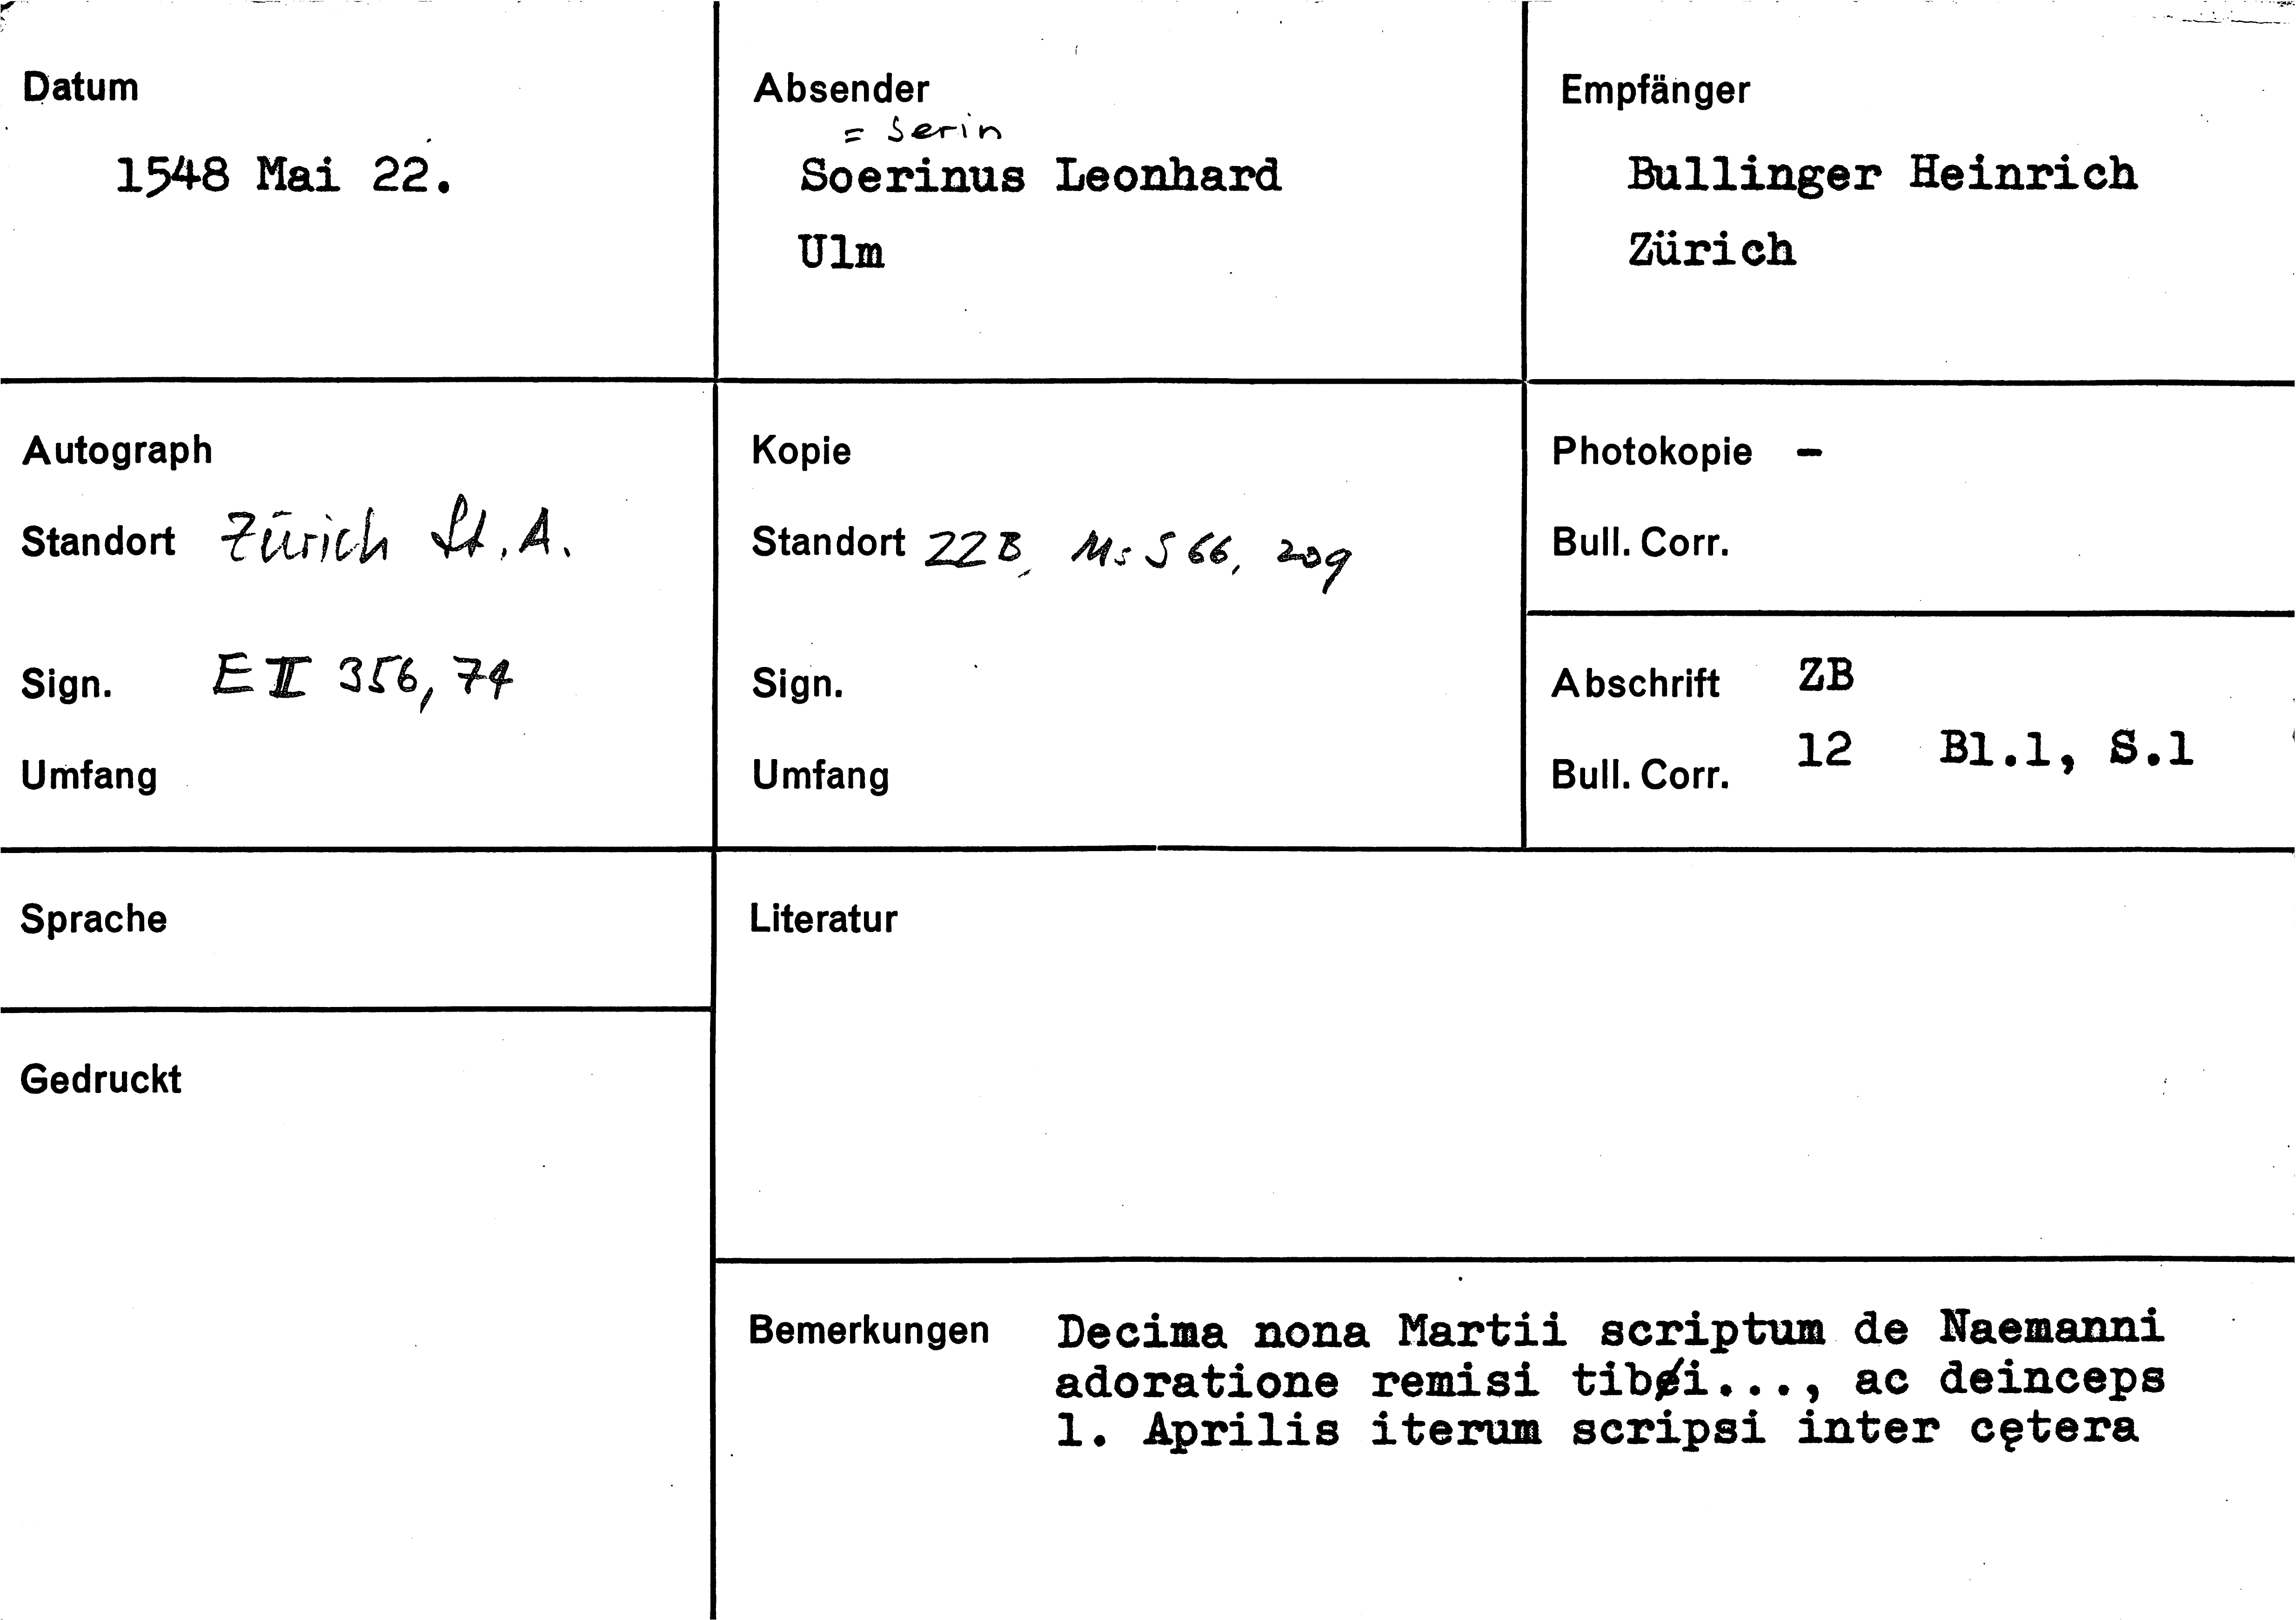 Datum
1548 Mai 22.
Absender
= Serin
Soerinus Leonhard
Ulm
Empfänger
Bullinger Heinrich
Zürich
Autograph
Standort Zürich St. A.
Sign. E II 356, 74
Umfang
Kopie
Standort ZZB, Ms S 66, 209
Sign.
Umfang
Photokopie -
Bull. Corr.
Abschrift ZB
Bull. Corr. 12 Bl.1, S.1
Sprache
Literatur
Gedruckt
Bemerkungen Decima nona Martii scriptum de Naemanni
adoratione remisi tibi..., ac deinceps
1. Aprilis iterum scripsi inter cętera